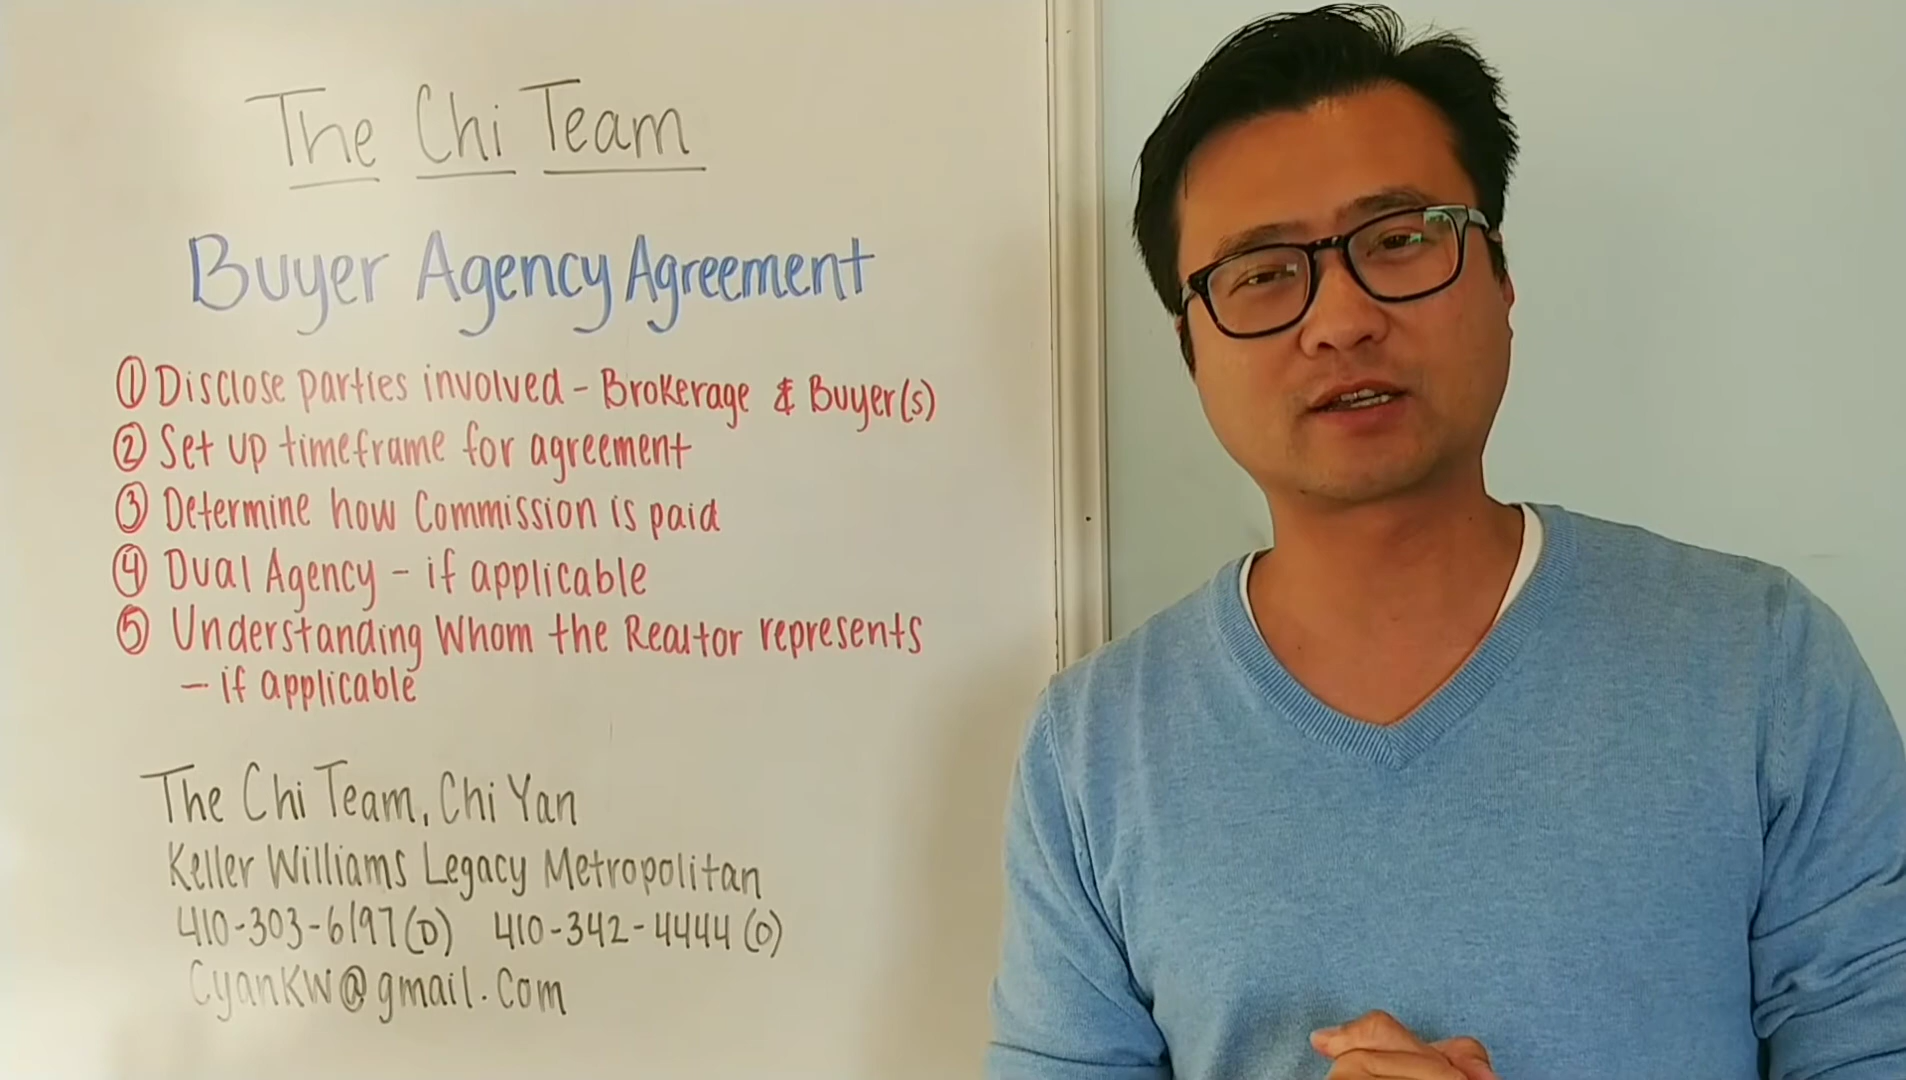 The Chi Team
Buyer Agency Agreement
① Disclose parties involved - Brokerage & Buyer(s)
② Set up timeframe for agreement
③ Determine how Commission is paid
④ Dual Agency - if applicable
⑤ Understanding Whom the Realtor represents
- if applicable
The Chi Team, Chi Yan
Keller Williams Legacy Metropolitan
410-303-6197(D) 410-342-4444(O)
CyanKW@gmail.com